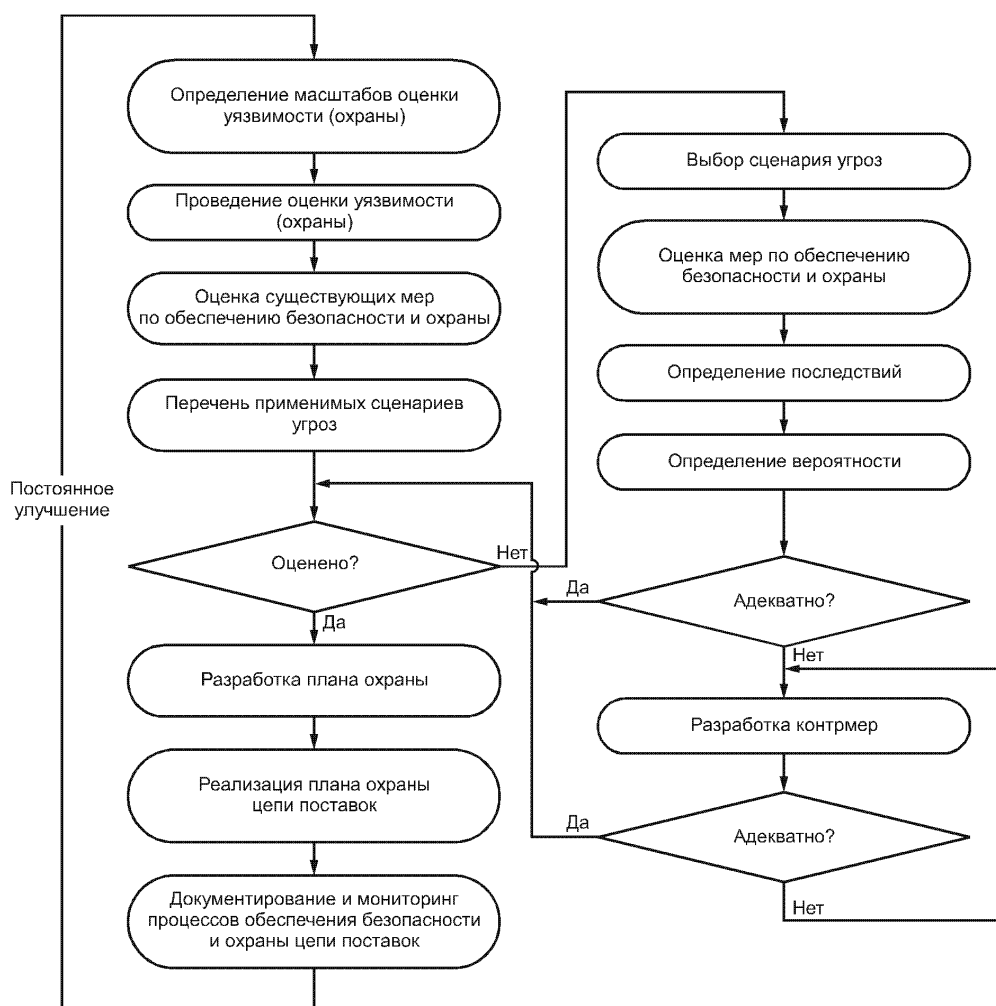 Определение масштабов оценки
уязвимости (охраны)
Проведение оценки уязвимости
(охраны)
Оценка существующих мер
по обеспечению безопасности и охраны
Перечень применимых сценариев
угроз
Постоянное
улучшение
Оценено?
Нет
Да
Разработка плана охраны
Реализация плана охраны
цепи поставок
Документирование и мониторинг
процессов обеспечения безопасности
и охраны цепи поставок
Выбор сценария угроз
Оценка мер по обеспечению
безопасности и охраны
Определение последствий
Определение вероятности
Да
Адекватно?
Нет
Разработка контрмер
Да
Адекватно?
Нет